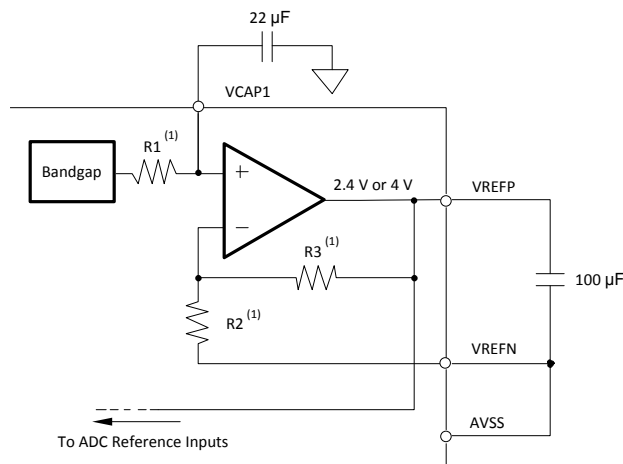 22 µF
VCAP1
R1 (1)
Bandgap
+
2.4 V or 4 V
VREFP
−
R3 (1)
100 µF
R2 (1)
VREFN
AVSS
To ADC Reference Inputs